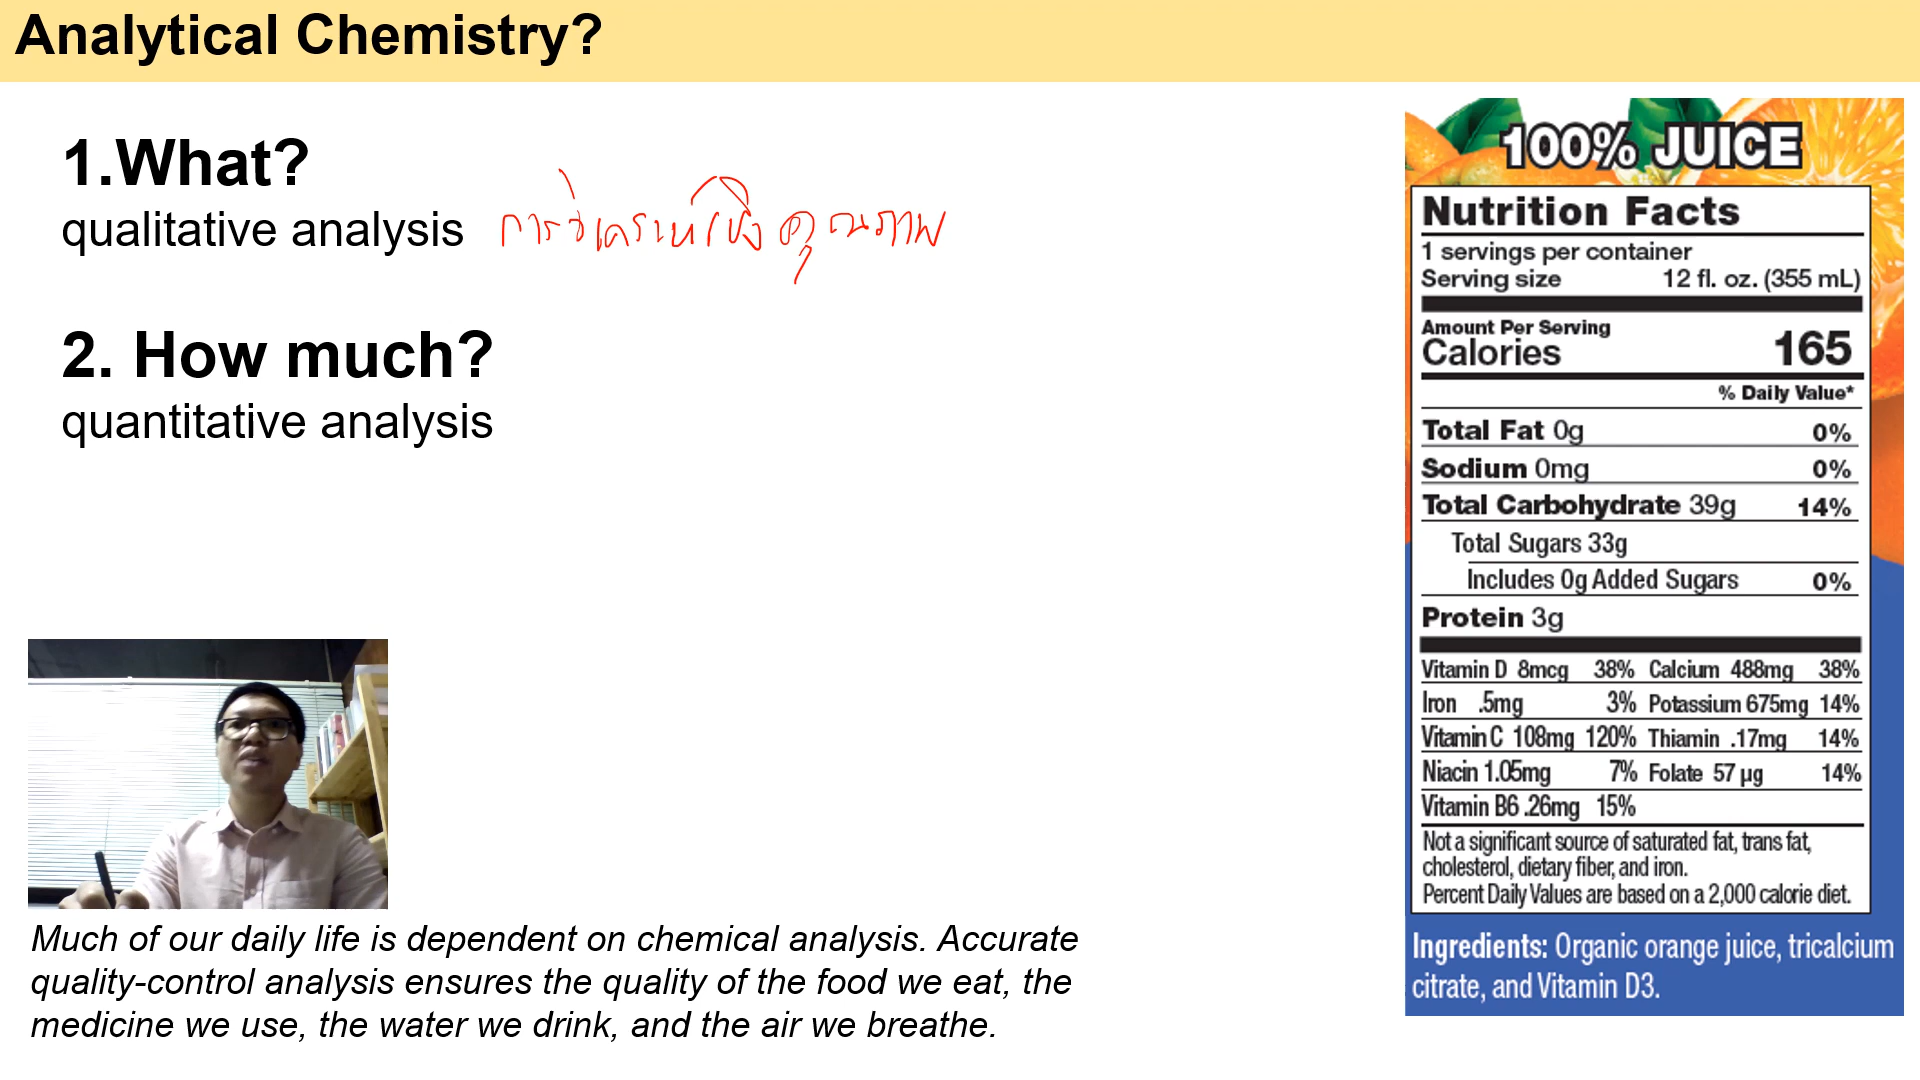 Analytical Chemistry?
1.What?
qualitative analysis การวิเคราะห์เชิงคุณภาพ
2. How much?
quantitative analysis
Much of our daily life is dependent on chemical analysis. Accurate
quality-control analysis ensures the quality of the food we eat, the
medicine we use, the water we drink, and the air we breathe.
100% JUICE
Nutrition Facts
1 servings per container
Serving size 12 fl. oz. (355 mL)
Amount Per Serving
Calories 165
% Daily Value*
Total Fat 0g 0%
Sodium 0mg 0%
Total Carbohydrate 39g 14%
Total Sugars 33g
Includes 0g Added Sugars 0%
Protein 3g
Vitamin D 8mcg 38% Calcium 488mg 38%
Iron .5mg 3% Potassium 675mg 14%
Vitamin C 108mg 120% Thiamin .17mg 14%
Niacin 1.05mg 7% Folate 57 µg 14%
Vitamin B6 .26mg 15%
Not a significant source of saturated fat, trans fat,
cholesterol, dietary fiber, and iron.
Percent Daily Values are based on a 2,000 calorie diet.
Ingredients: Organic orange juice, tricalcium
citrate, and Vitamin D3.